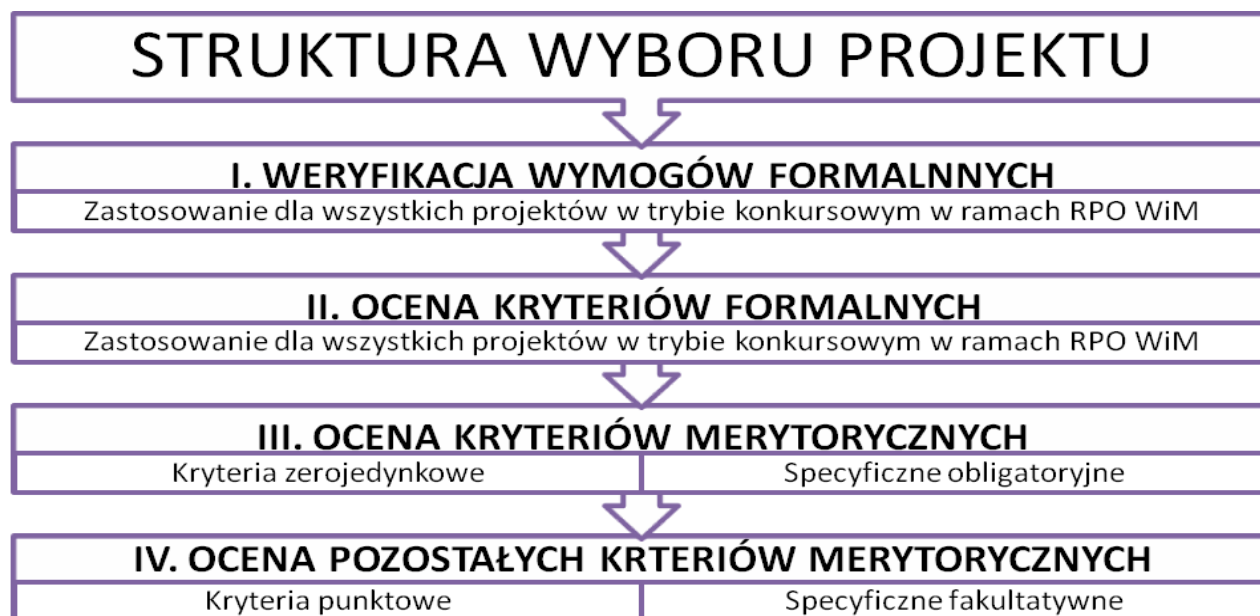 STRUKTURA WYBORU PROJEKTU
I. WERYFIKACJA WYMOGÓW FORMALNNYCH
Zastosowanie dla wszystkich projektów w trybie konkursowym w ramach RPO WiM
II. OCENA KRYTERIÓW FORMALNYCH
Zastosowanie dla wszystkich projektów w trybie konkursowym w ramach RPO WiM
III. OCENA KRYTERIÓW MERYTORYCZNYCH
Kryteria zerojedynkowe Specyficzne obligatoryjne
IV. OCENA POZOSTAŁYCH KRTERIÓW MERYTORYCZNYCH
Kryteria punktowe Specyficzne fakultatywne